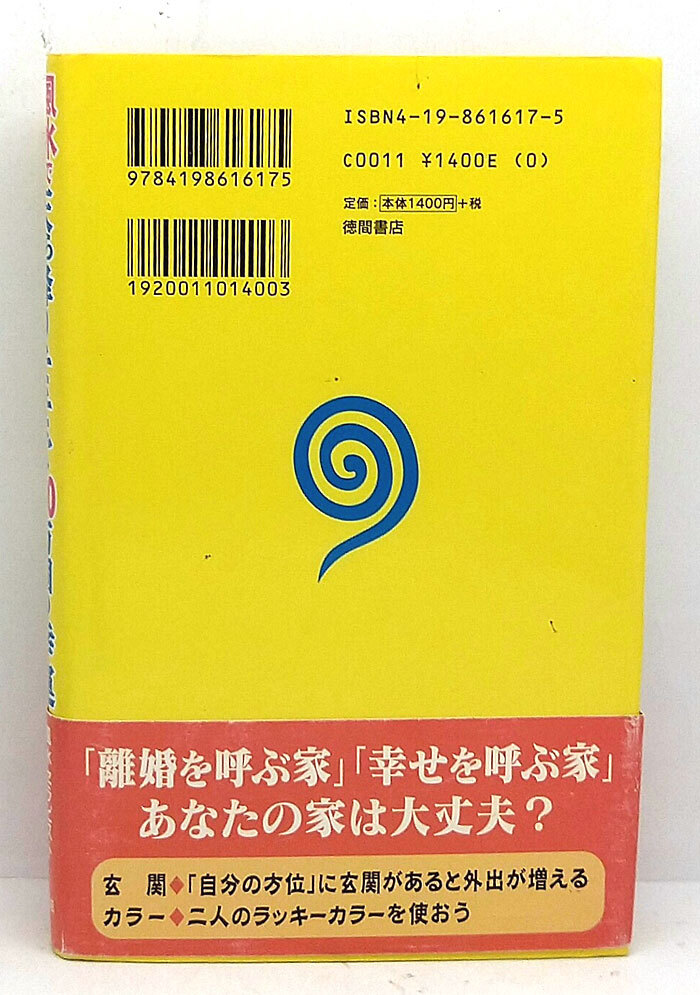 ISBN4-19-861617-5
9784198616175
C0011 ¥1400E (0)
定価：本体1400円+税
徳間書店
1920011014003
「離婚を呼ぶ家」「幸せを呼ぶ家」
あなたの家は大丈夫？
玄　関◆「自分の方位」に玄関があると外出が増える
カラー◆二人のラッキーカラーを使おう